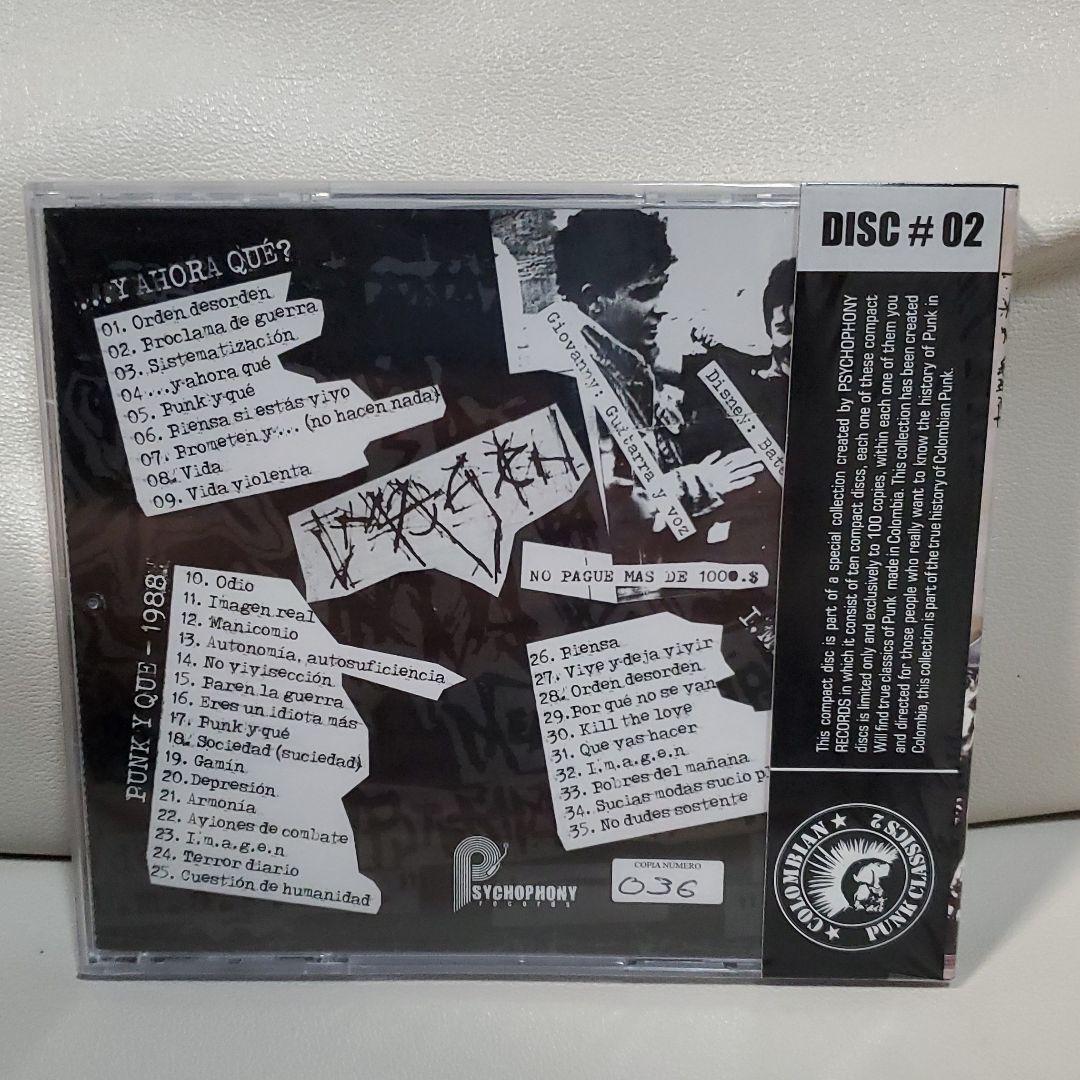 ...Y AHORA QUÉ?
01. Orden desorden
02. Proclama de guerra
03. Sistematización
04 ...y ahora qué
05. Punk y qué
06. Piensa si estás vivo
07. Prometen y... (no hacen nada)
08. Vida
09. Vida violenta
PUNK Y QUE - 1988
10. Odio
11. Imagen real
12. Manicomio
13. Autonomía, autosuficiencia
14. No vivisección
15. Paren la guerra
16. Eres un idiota más
17. Punk y qué
18. Sociedad (suciedad)
19. Gamín
20. Depresión
21. Armonía
22. Aviones de combate
23. I.m.a.g.e.n
24. Terror diario
25. Cuestión de humanidad
Giovanny: Guitarra y voz
Disney: Bate
NO PAGUE MAS DE 1000.$
I.M
26. Piensa
27. Vive y deja vivir
28. Orden desorden
29. Por qué no se van
30. Kill the love
31. Que vas hacer
32. I.m.a.g.e.n
33. Pobres del mañana
34. Sucias modas sucio p
35. No dudes sostente
PSYCHOPHONY
records
COPIA NÚMERO
036
DISC # 02
This compact disc is part of a special collection created by PSYCHOPHONY
RECORDS in which it consist of ten compact discs, each one of these compact
discs is limited only and exclusively to 100 copies, within each one of them you
Will find true classics of Punk made in Colombia. This collection has been created
and directed for those people who really want to know the history of Punk in
Colombia, this collection is part of the true history of Colombian Punk.
COLOMBIAN
PUNK CLASSICS 2